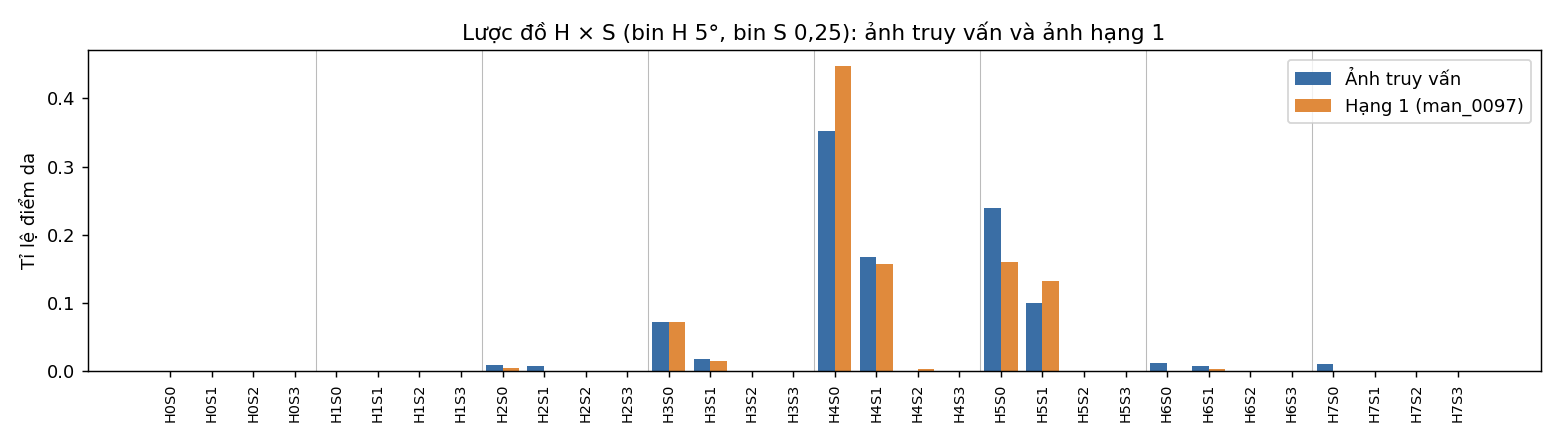 Lược đồ H × S (bin H 5°, bin S 0,25): ảnh truy vấn và ảnh hạng 1
Ảnh truy vấn
Hạng 1 (man_0097)
Tỉ lệ điểm da
0.4
0.3
0.2
0.1
0.0
H0S0 H0S1 H0S2 H0S3 H1S0 H1S1 H1S2 H1S3 H2S0 H2S1 H2S2 H2S3 H3S0 H3S1 H3S2 H3S3 H4S0 H4S1 H4S2 H4S3 H5S0 H5S1 H5S2 H5S3 H6S0 H6S1 H6S2 H6S3 H7S0 H7S1 H7S2 H7S3